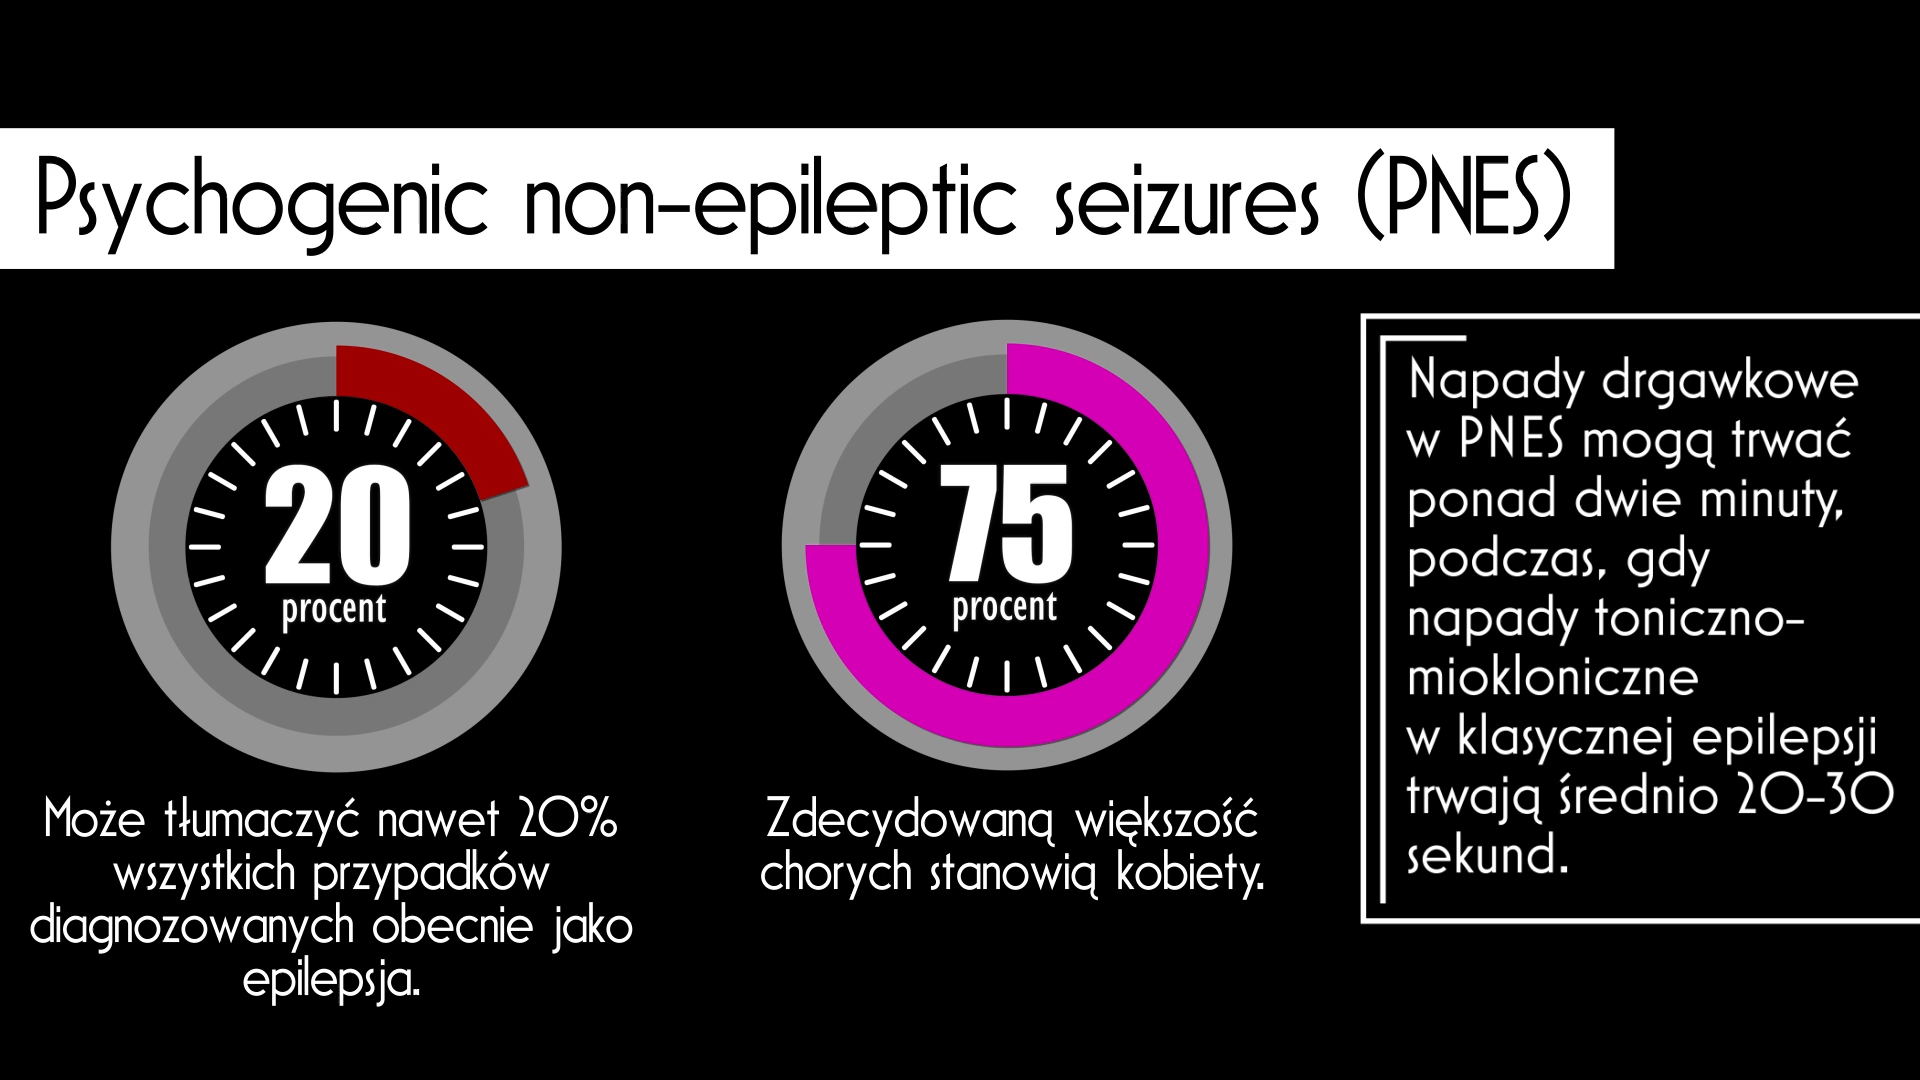 Psychogenic non-epileptic seizures (PNES)
20
procent
Może tłumaczyć nawet 20%
wszystkich przypadków
diagnozowanych obecnie jako
epilepsja.
75
procent
Zdecydowaną większość
chorych stanowią kobiety.
Napady drgawkowe
w PNES mogą trwać
ponad dwie minuty,
podczas, gdy
napady toniczno-
miokloniczne
w klasycznej epilepsji
trwają średnio 20-30
sekund.